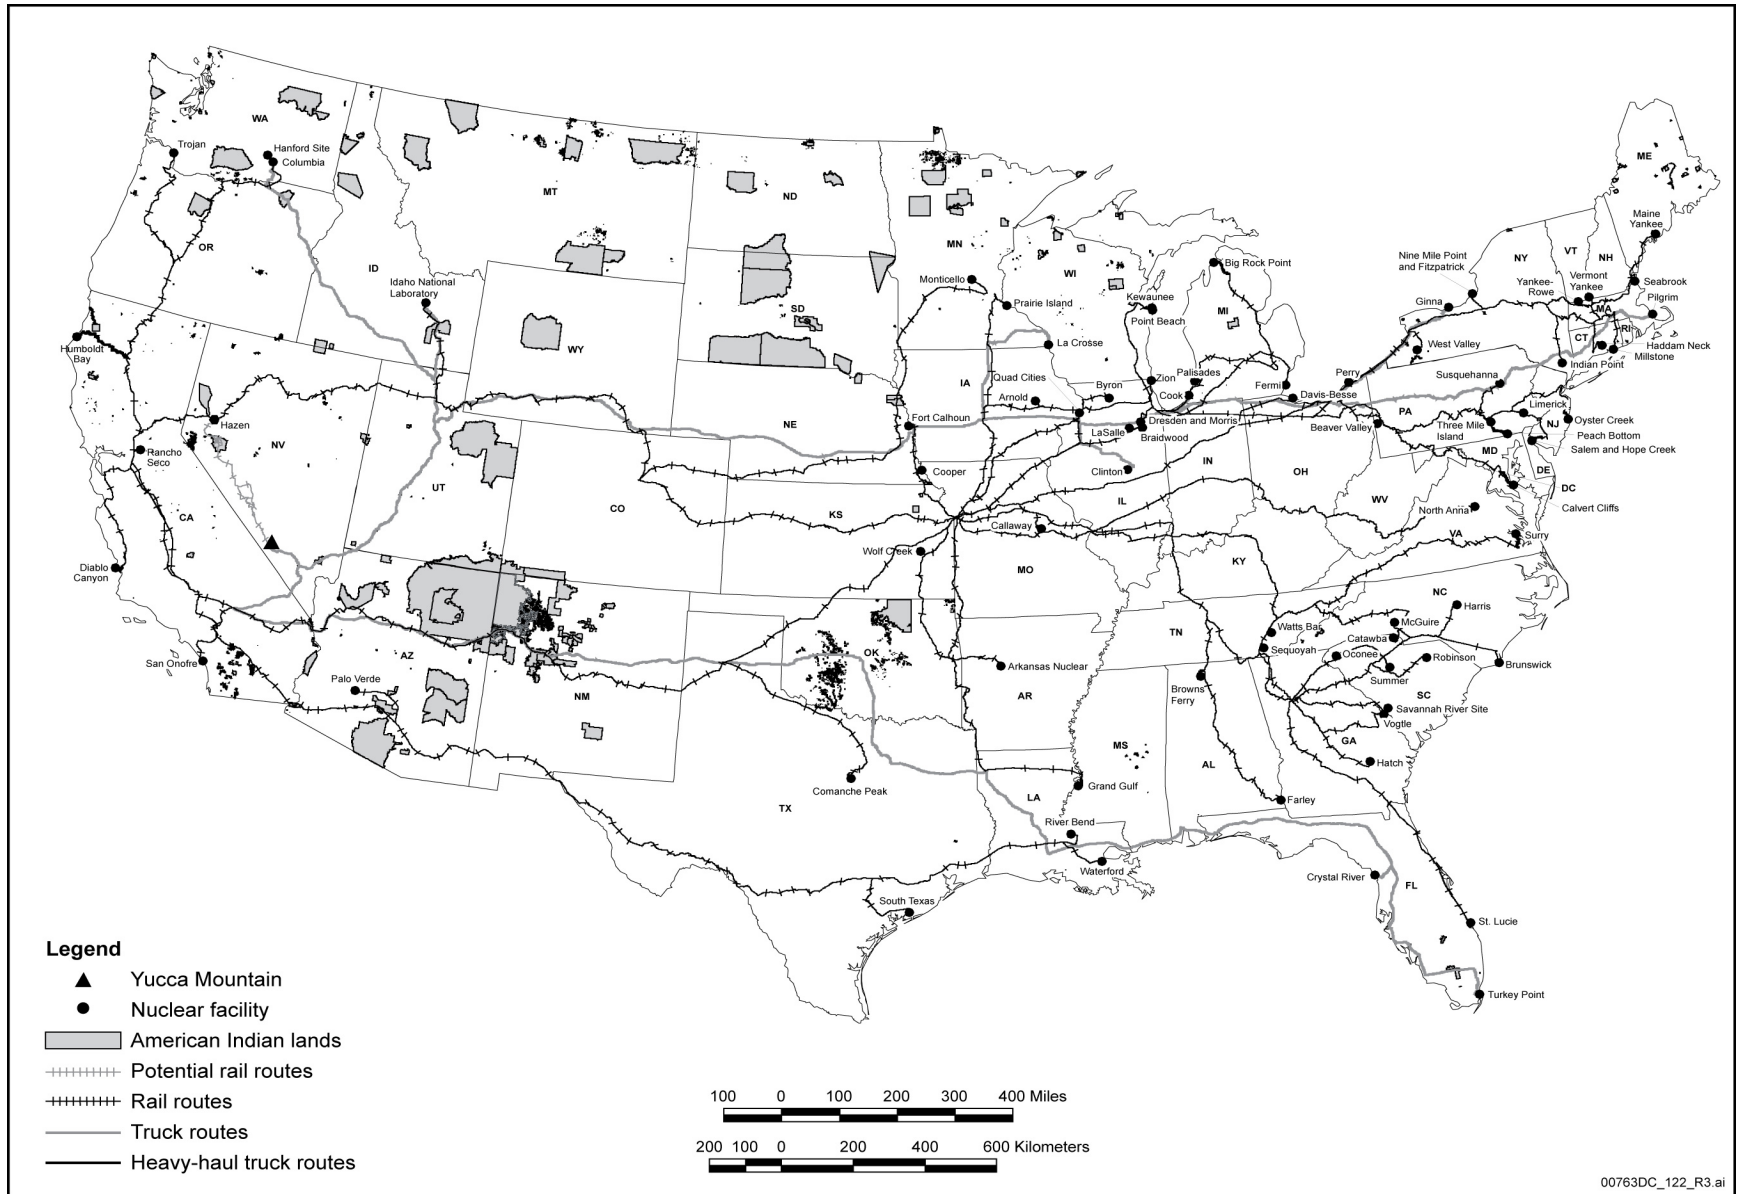 ME
WA
Trojan
Hanford Site
Columbia
MT
ND
MN
OR
ID
Idaho National
Laboratory
Monticello
WI
Big Rock Point
Maine
Yankee
NY
VT
NH
Nine Mile Point
and Fitzpatrick
Yankee-
Rowe
Vermont
Yankee
Seabrook
Pilgrim
Ginna
MA
RI
CT
Haddam Neck
Millstone
Indian Point
West Valley
Kewaunee
Point Beach
Prairie Island
SD
MI
La Crosse
Humboldt
Bay
WY
IA
Quad Cities
Byron
Zion
Palisades
Cook
Fermi
Perry
Susquehanna
Arnold
Davis-Besse
Limerick
Hazen
NV
NE
Fort Calhoun
LaSalle
Dresden and Morris
Braidwood
Beaver Valley
PA
Three Mile
Island
NJ
Oyster Creek
Peach Bottom
Salem and Hope Creek
Rancho
Seco
MD
DE
DC
Calvert Cliffs
Cooper
Clinton
IN
OH
UT
CO
KS
IL
WV
North Anna
CA
Callaway
VA
Surry
Diablo
Canyon
Wolf Creek
MO
KY
NC
Harris
San Onofre
AZ
OK
Arkansas Nuclear
TN
Watts Bar
Sequoyah
McGuire
Catawba
Oconee
Robinson
Brunswick
Summer
Palo Verde
NM
AR
Browns
Ferry
SC
Savannah River Site
Vogtle
MS
AL
GA
Hatch
Comanche Peak
TX
LA
Grand Gulf
Farley
River Bend
Waterford
Crystal River
FL
South Texas
St. Lucie
Turkey Point
Legend
Yucca Mountain
Nuclear facility
American Indian lands
Potential rail routes
Rail routes
Truck routes
Heavy-haul truck routes
100 0 100 200 300 400 Miles
200 100 0 200 400 600 Kilometers
00763DC_122_R3.ai